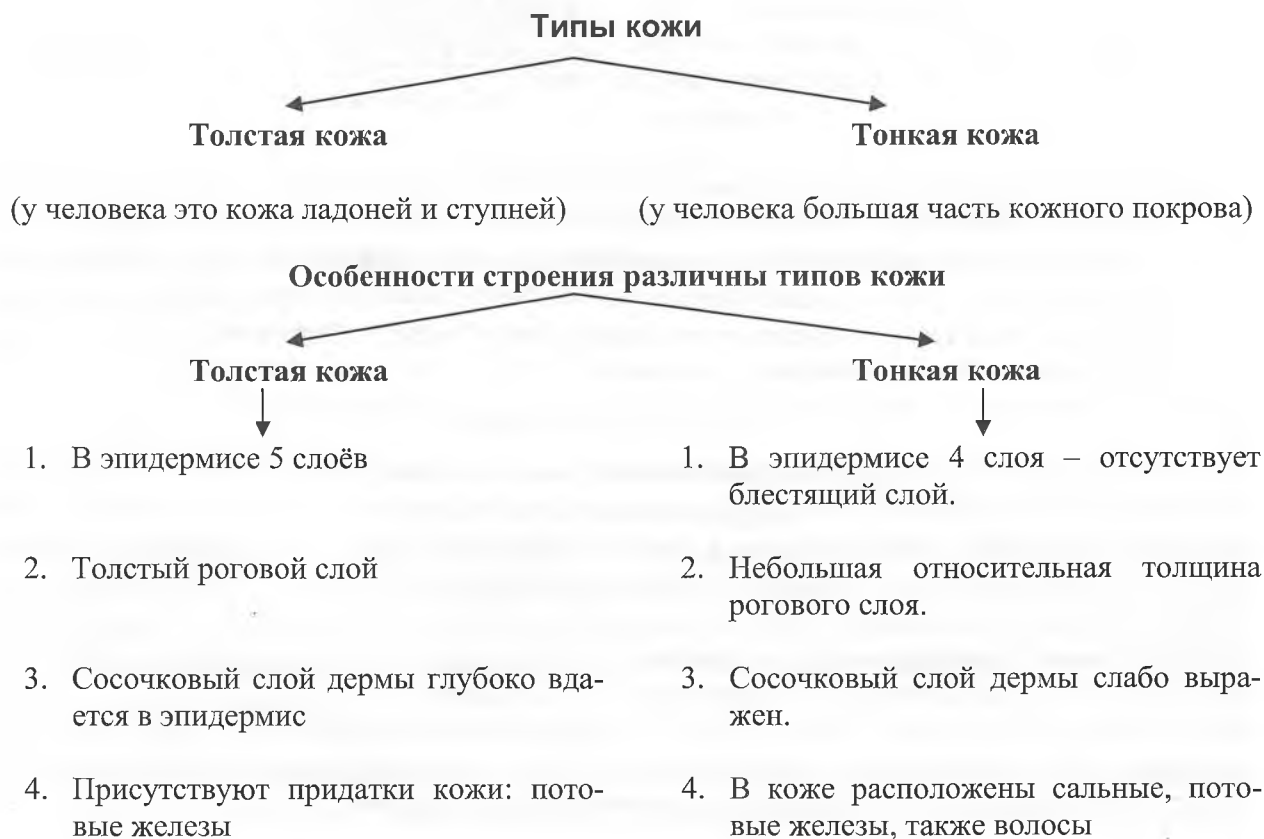 Типы кожи
Толстая кожа
Тонкая кожа
(у человека это кожа ладоней и ступней)
(у человека большая часть кожного покрова)
Особенности строения различны типов кожи
Толстая кожа
Тонкая кожа
1. В эпидермисе 5 слоёв
2. Толстый роговой слой
3. Сосочковый слой дермы глубоко вда-
ется в эпидермис
4. Присутствуют придатки кожи: пото-
вые железы
1. В эпидермисе 4 слоя – отсутствует
блестящий слой.
2. Небольшая относительная толщина
рогового слоя.
3. Сосочковый слой дермы слабо выра-
жен.
4. В коже расположены сальные, пото-
вые железы, также волосы